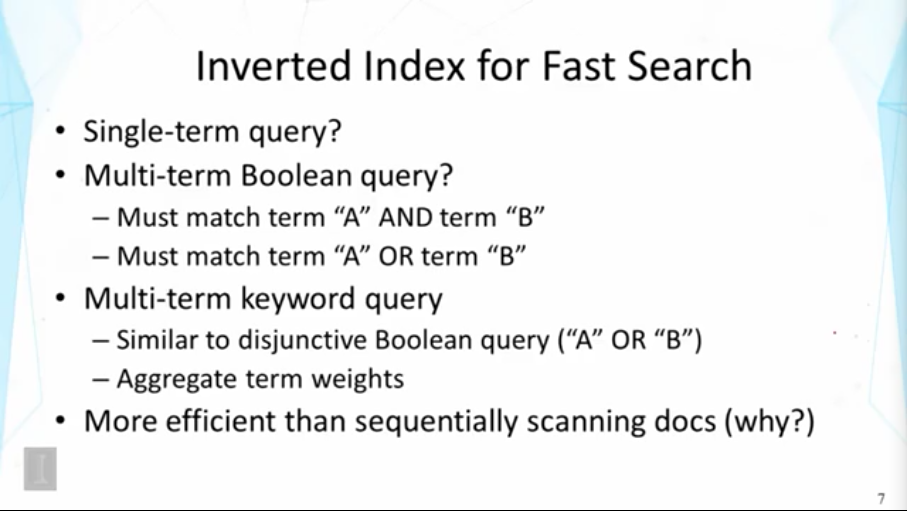 Inverted Index for Fast Search
• Single-term query?
• Multi-term Boolean query?
– Must match term “A” AND term “B”
– Must match term “A” OR term “B”
• Multi-term keyword query
– Similar to disjunctive Boolean query (“A” OR “B”)
– Aggregate term weights
• More efficient than sequentially scanning docs (why?)
I
7